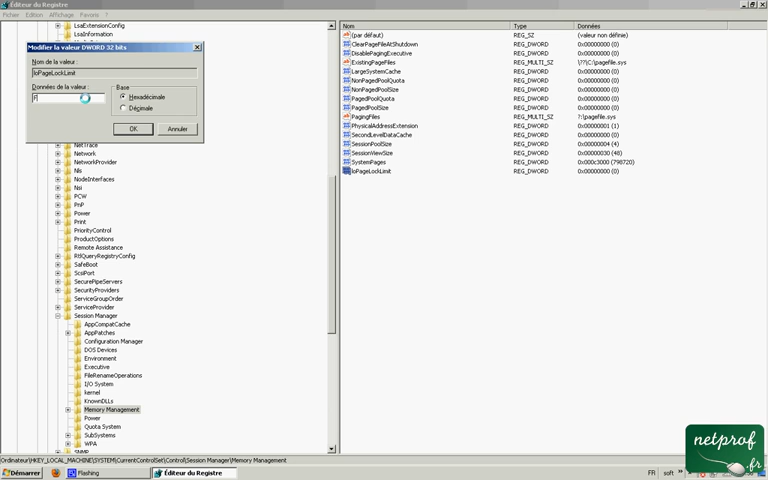 Éditeur du Registre
Fichier Edition Affichage Favoris ?
LsaExtensionConfig
LsaInformation
Modifier la valeur DWORD 32 bits
Nom de la valeur :
IoPageLockLimit
Données de la valeur :
F
Base
Hexadécimale
Décimale
OK
Annuler
NetTrace
Network
NetworkProvider
Nls
NodeInterfaces
Nsi
PCW
PnP
Power
Print
PriorityControl
ProductOptions
Remote Assistance
RtlQueryRegistryConfig
SafeBoot
ScsiPort
SecurePipeServers
SecurityProviders
ServiceGroupOrder
ServiceProvider
Session Manager
AppCompatCache
AppPatches
Configuration Manager
DOS Devices
Environment
Executive
FileRenameOperations
I/O System
kernel
KnownDLLs
Memory Management
Power
Quota System
SubSystems
WPA
SNMP
Nom Type Données
(par défaut) REG_SZ (valeur non définie)
ClearPageFileAtShutdown REG_DWORD 0x00000000 (0)
DisablePagingExecutive REG_DWORD 0x00000000 (0)
ExistingPageFiles REG_MULTI_SZ \??\C:\pagefile.sys
LargeSystemCache REG_DWORD 0x00000000 (0)
NonPagedPoolQuota REG_DWORD 0x00000000 (0)
NonPagedPoolSize REG_DWORD 0x00000000 (0)
PagedPoolQuota REG_DWORD 0x00000000 (0)
PagedPoolSize REG_DWORD 0x00000000 (0)
PagingFiles REG_MULTI_SZ ?:\pagefile.sys
PhysicalAddressExtension REG_DWORD 0x00000001 (1)
SecondLevelDataCache REG_DWORD 0x00000000 (0)
SessionPoolSize REG_DWORD 0x00000004 (4)
SessionViewSize REG_DWORD 0x00000030 (48)
SystemPages REG_DWORD 0x000c3000 (798720)
IoPageLockLimit REG_DWORD 0x00000000 (0)
Ordinateur\HKEY_LOCAL_MACHINE\SYSTEM\CurrentControlSet\Control\Session Manager\Memory Management
Démarrer
Flashing
Éditeur du Registre
FR
soft
netprof
.fr